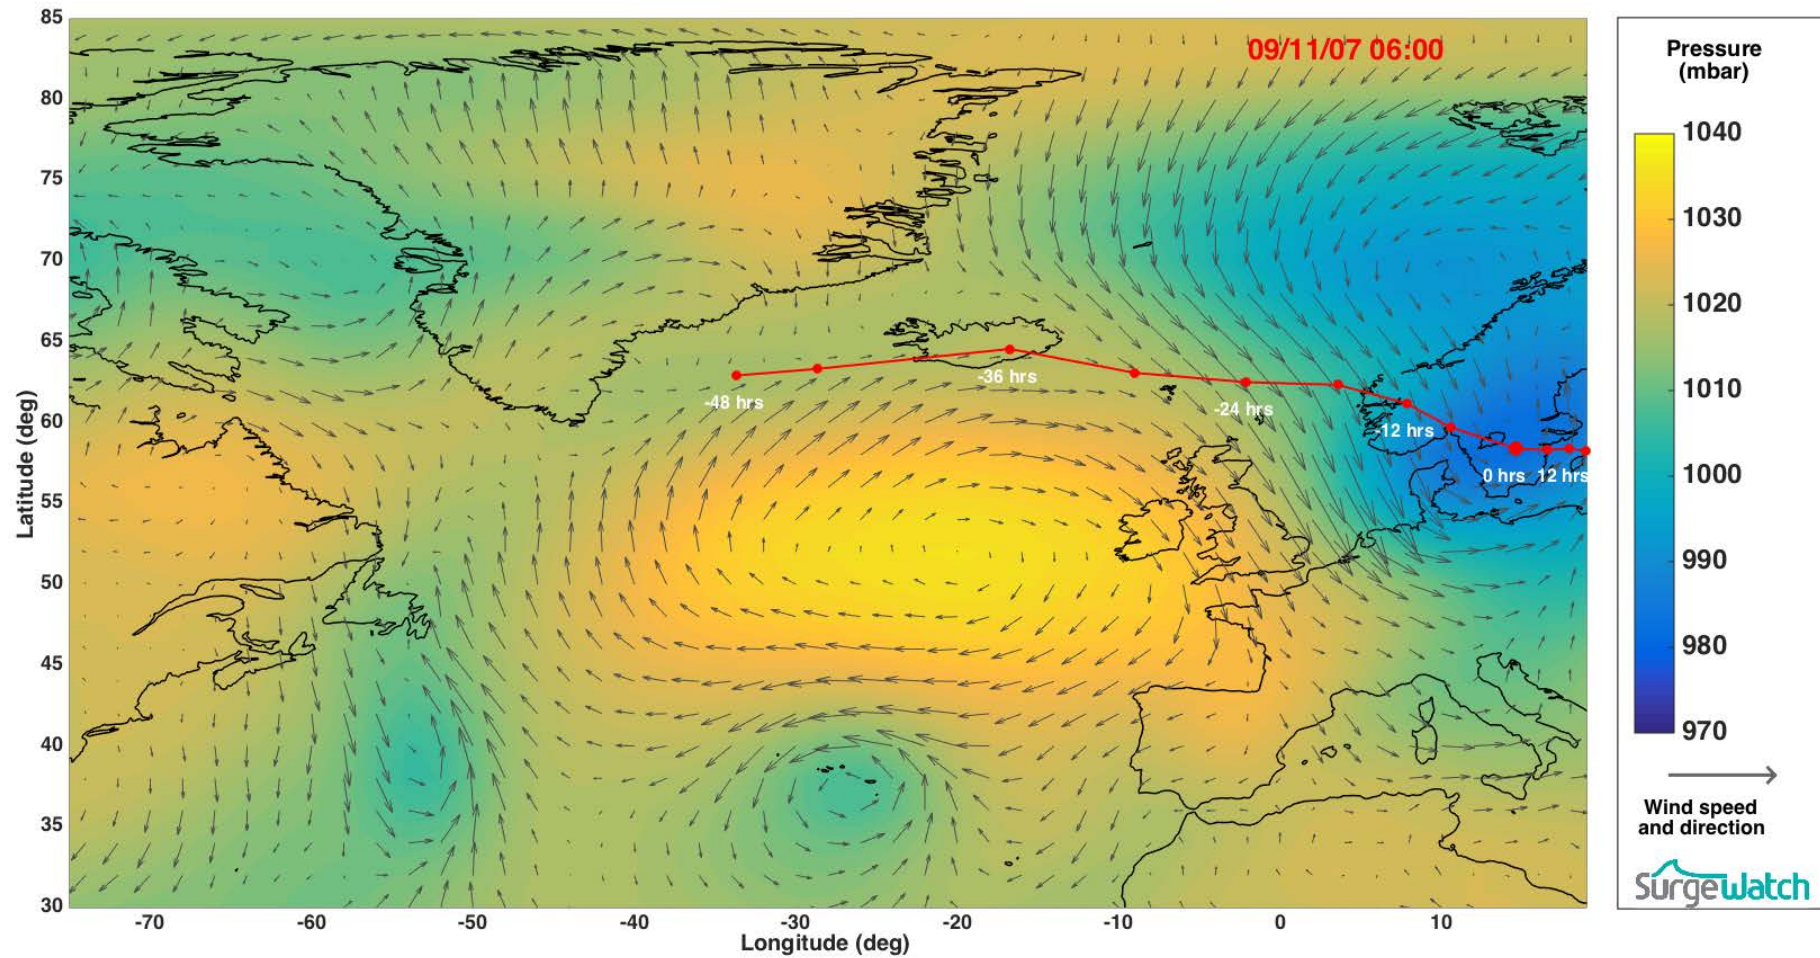 85
80
75
70
65
60
55
50
45
40
35
30
Latitude (deg)
09/11/07 06:00
-48 hrs
-36 hrs
-24 hrs
-12 hrs
0 hrs
12 hrs
-70
-60
-50
-40
-30
-20
-10
0
10
Longitude (deg)
Pressure
(mbar)
1040
1030
1020
1010
1000
990
980
970
Wind speed
and direction
SurgeWatch